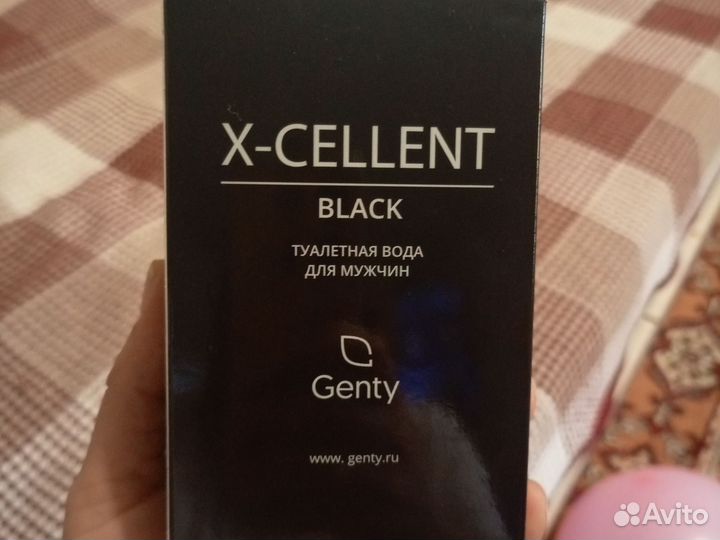 X-CELLENT
BLACK
ТУАЛЕТНАЯ ВОДА
ДЛЯ МУЖЧИН
Genty
www. genty.ru
Avito